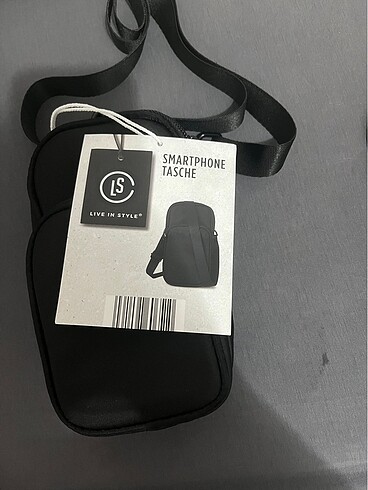 SMARTPHONE
TASCHE
LS
LIVE IN STYLE®